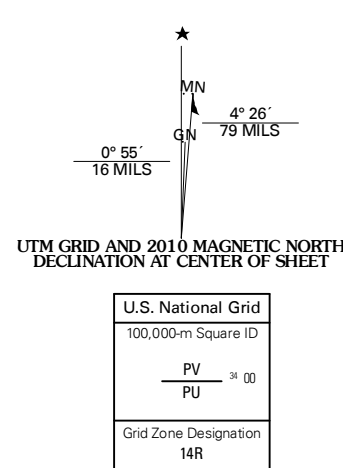 ★
MN
4° 26´
79 MILS
GN
0° 55´
16 MILS
UTM GRID AND 2010 MAGNETIC NORTH
DECLINATION AT CENTER OF SHEET
U.S. National Grid
100,000-m Square ID
PV
34 00
PU
Grid Zone Designation
14R